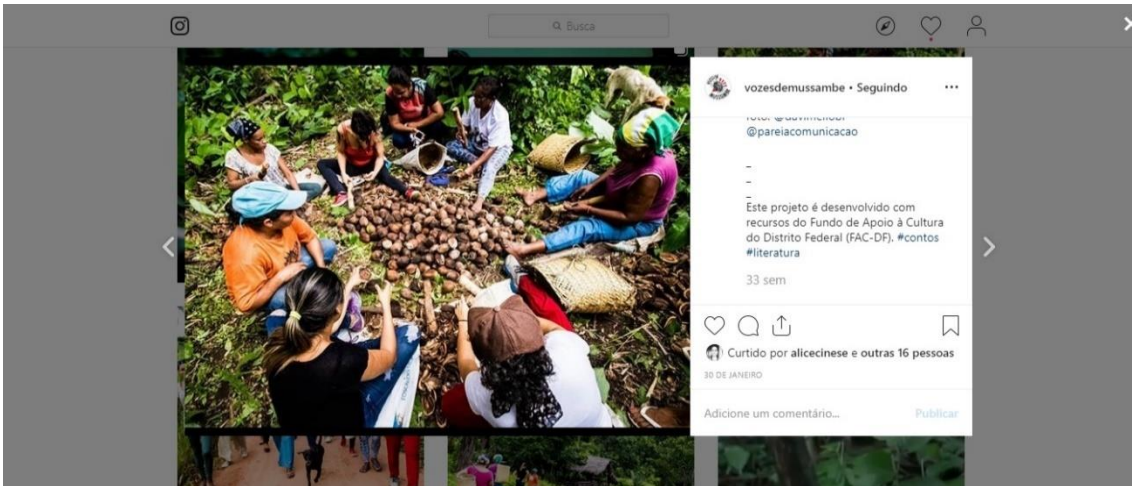 Busca
vozesdemussambe • Seguindo
@pareiacomunicacao
-
-
-
Este projeto é desenvolvido com
recursos do Fundo de Apoio à Cultura
do Distrito Federal (FAC-DF). #contos
#literatura
33 sem
Curtido por alicecinese e outras 16 pessoas
30 DE JANEIRO
Adicione um comentário... Publicar